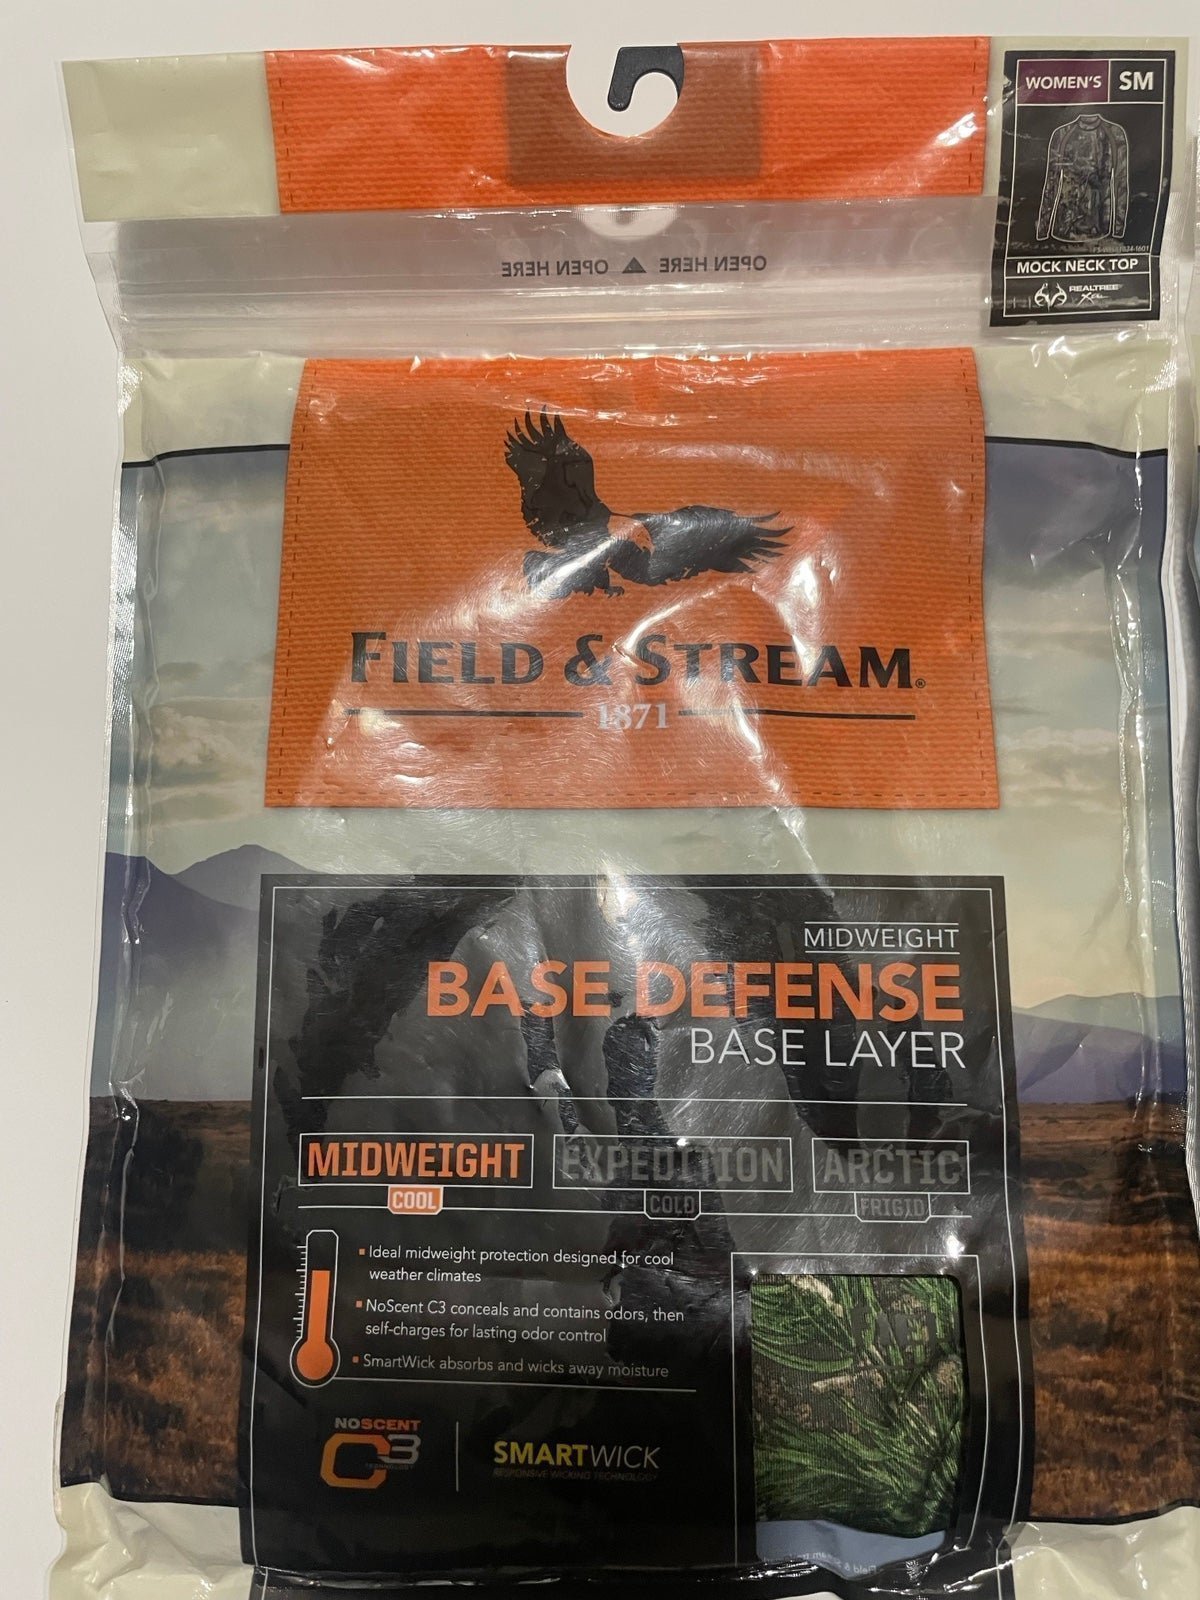 WOMEN'S SM
MOCK NECK TOP
REALTREE
Xtra
OPEN HERE ▲ OPEN HERE
FIELD & STREAM®
1871
MIDWEIGHT
BASE DEFENSE
BASE LAYER
MIDWEIGHT EXPEDITION ARCTIC
COOL COLD FRIGID
▪ Ideal midweight protection designed for cool
weather climates
▪ NoScent C3 conceals and contains odors, then
self-charges for lasting odor control
▪ SmartWick absorbs and wicks away moisture
NOSCENT
C3
TECHNOLOGY
SMARTWICK
RESPONSIVE WICKING TECHNOLOGY
FIELD